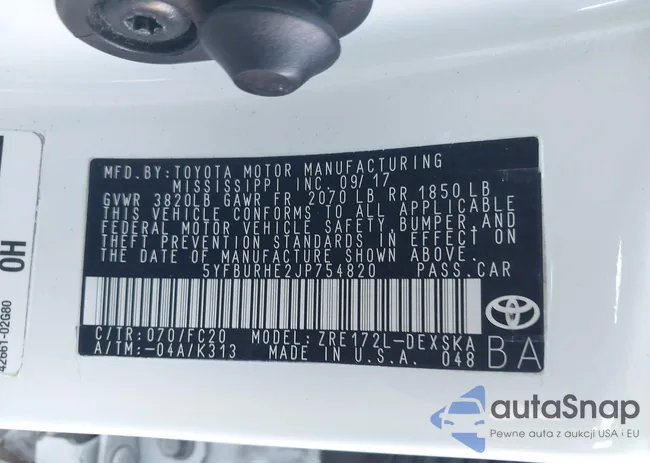 MFD.BY: TOYOTA MOTOR MANUFACTURING
MISSISSIPPI INC. 09/17
GVWR 3820LB GAWR FR 2070 LB RR 1850 LB
THIS VEHICLE CONFORMS TO ALL APPLICABLE
FEDERAL MOTOR VEHICLE SAFETY, BUMPER, AND
THEFT PREVENTION STANDARDS IN EFFECT ON
THE DATE OF MANUFACTURE SHOWN ABOVE.
5YFBURHE2JP754820 PASS.CAR
C/TR: 070/FC20 MODEL: ZRE172L-DEXSKA
A/TM:-04A/K313 MADE IN U.S.A. 048
BA
42661-02G80
OH
autaSnap
Pewne auta z aukcji USA i EU